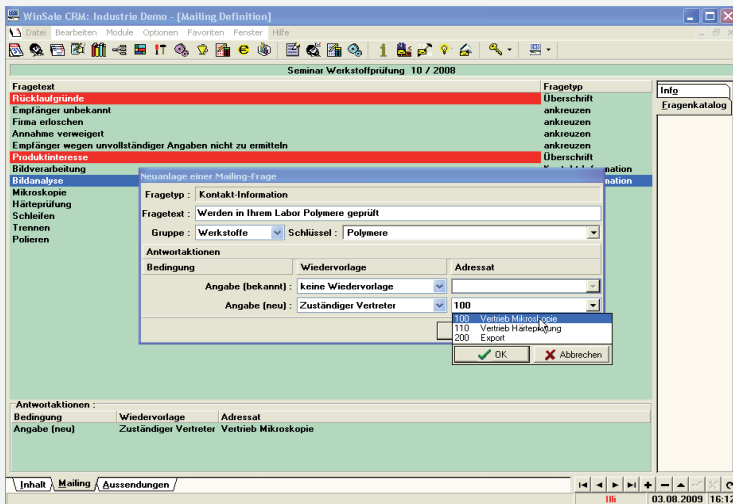 WinSale CRM: Industrie Demo - [Mailing Definition]
Datei Bearbeiten Module Optionen Favoriten Fenster Hilfe
Seminar Werkstoffprüfung 10 / 2008
Fragetext Fragetyp
Rücklaufgründe Überschrift
Empfänger unbekannt ankreuzen
Firma erloschen ankreuzen
Annahme verweigert ankreuzen
Empfänger wegen unvollständiger Angaben nicht zu ermitteln ankreuzen
Produktinteresse Überschrift
Bildverarbeitung
Bildanalyse
Mikroskopie
Härteprüfung
Schleifen
Trennen
Polieren
Info
Fragenkatalog
Neuanlage einer Mailing-Frage
Fragetyp : Kontakt-Information
Fragetext : Werden in Ihrem Labor Polymere geprüft
Gruppe : Werkstoffe Schlüssel : Polymere
Antwortaktionen
Bedingung Wiedervorlage Adressat
Angabe (bekannt) : keine Wiedervorlage
Angabe (neu) : Zuständiger Vertreter 100
100 Vertrieb Mikroskopie
110 Vertrieb Härteprüfung
200 Export
OK Abbrechen
Antwortaktionen :
Bedingung Wiedervorlage Adressat
Angabe (neu) Zuständiger Vertreter Vertrieb Mikroskopie
Inhalt Mailing Aussendungen
Illi 03.08.2009 16:12